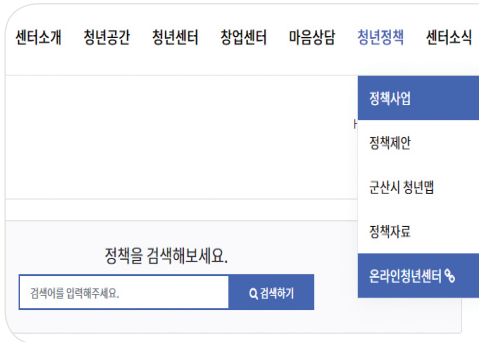 센터소개 청년공간 청년센터 창업센터 마음상담 청년정책 센터소식
정책사업
정책제안
군산시 청년맵
정책자료
온라인청년센터
정책을 검색해보세요.
검색어를 입력해주세요. 검색하기